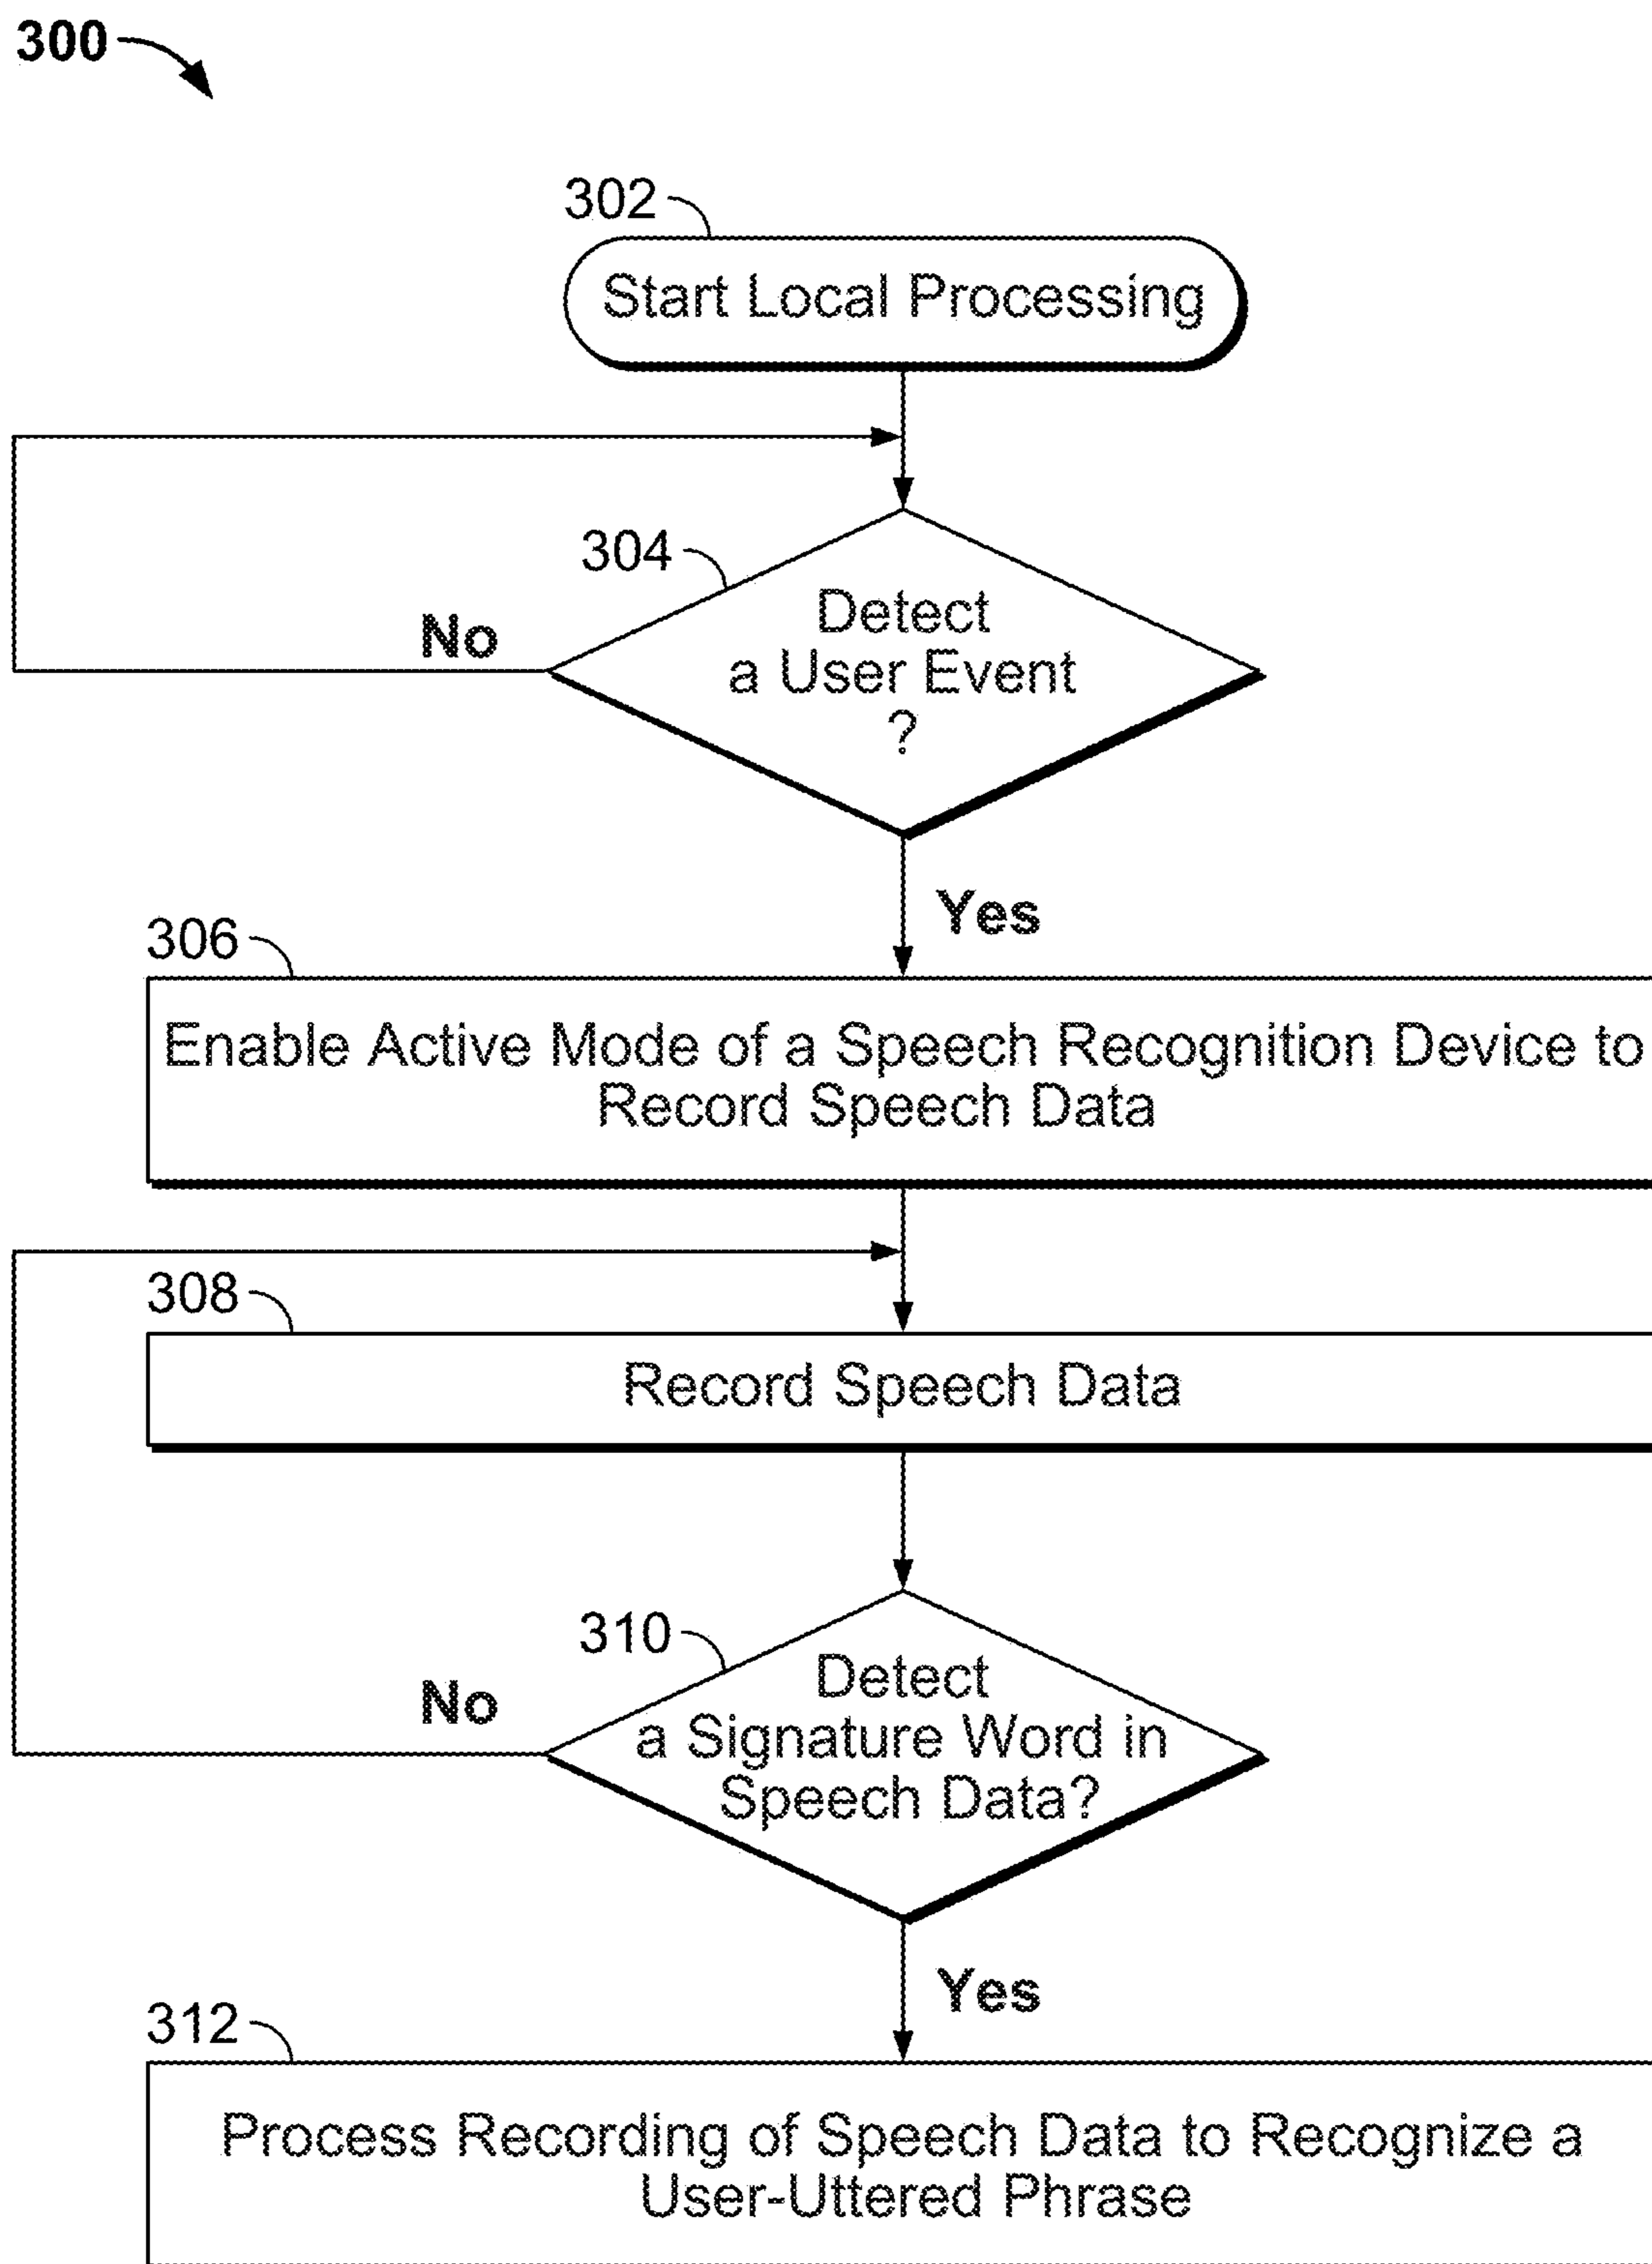 300
302
Start Local Processing
304
Detect
a User Event
?
No
Yes
306
Enable Active Mode of a Speech Recognition Device to
Record Speech Data
308
Record Speech Data
310
Detect
a Signature Word in
Speech Data?
No
Yes
312
Process Recording of Speech Data to Recognize a
User-Uttered Phrase